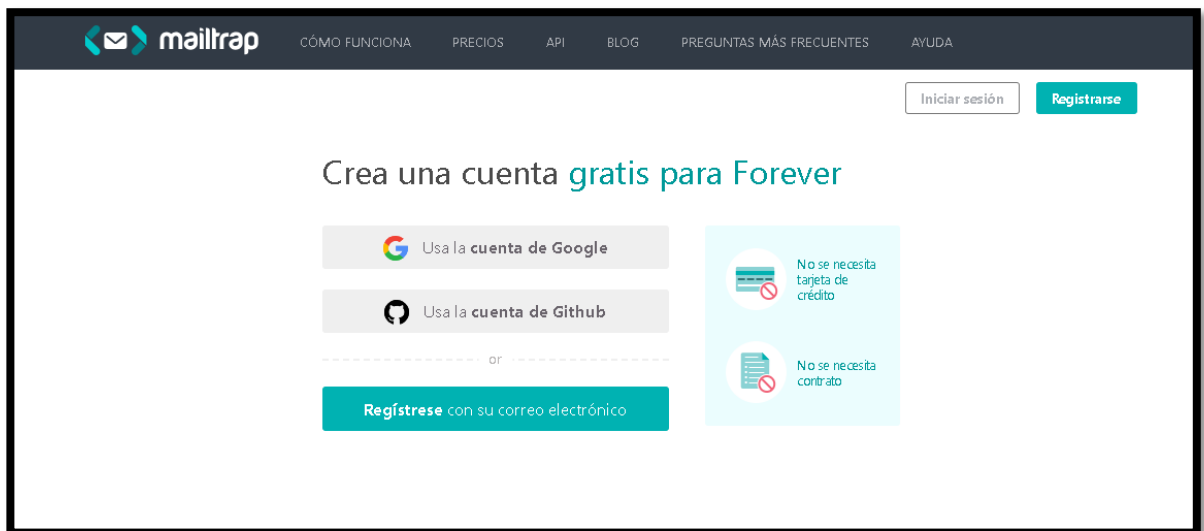 mailtrap CÓMO FUNCIONA PRECIOS API BLOG PREGUNTAS MÁS FRECUENTES AYUDA
Iniciar sesión Registrarse
Crea una cuenta gratis para Forever
Usa la cuenta de Google
No se necesita
tarjeta de
crédito
Usa la cuenta de Github
or
No se necesita
contrato
Regístrese con su correo electrónico